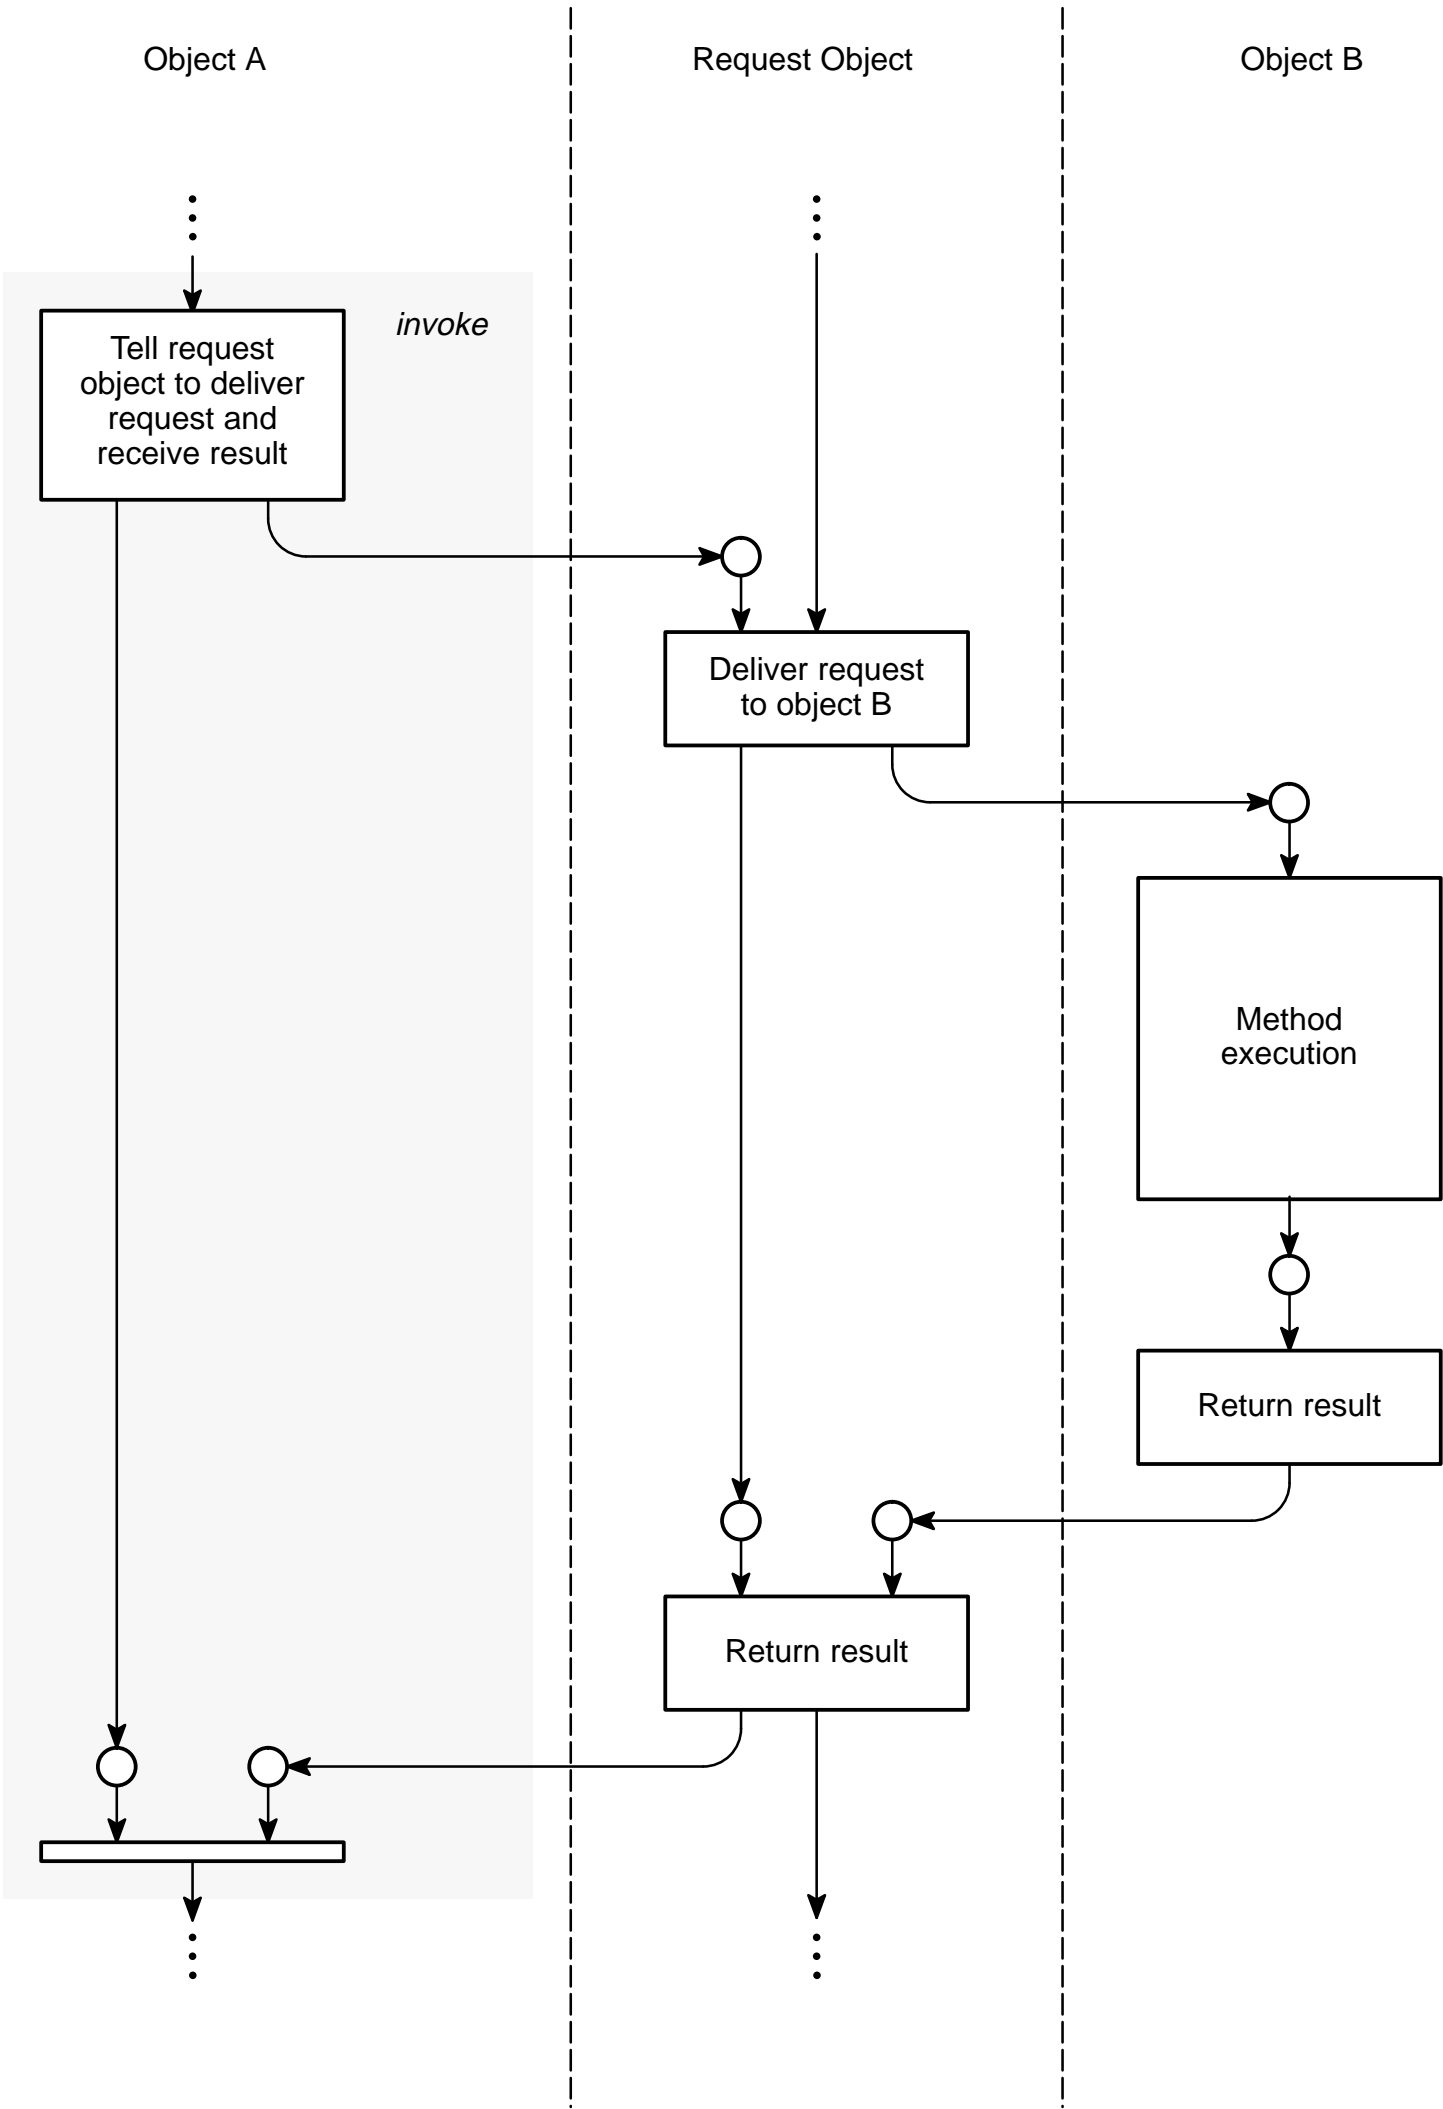 Object A
Request Object
Object B
invoke
Tell request
object to deliver
request and
receive result
Deliver request
to object B
Method
execution
Return result
Return result